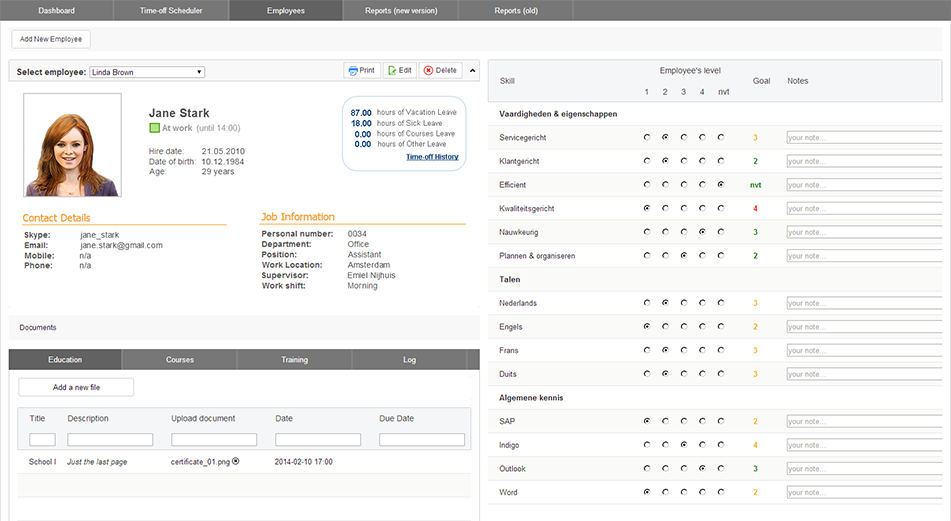 Dashboard Time-off Scheduler Employees Reports (new version) Reports (old)
Add New Employee
Select employee: Linda Brown Print Edit Delete
Jane Stark
At work (until 14:00)
Hire date: 21.05.2010
Date of birth: 10.12.1984
Age: 29 years
87.00 hours of Vacation Leave
18.00 hours of Sick Leave
0.00 hours of Courses Leave
0.00 hours of Other Leave
Time-off History
Contact Details
Skype: jane_stark
Email: jane.stark@gmail.com
Mobile: n/a
Phone: n/a
Job Information
Personal number: 0034
Department: Office
Position: Assistant
Work Location: Amsterdam
Supervisor: Emiel Nijhuis
Work shift: Morning
Documents
Education Courses Training Log
Add a new file
Title Description Upload document Date Due Date
School I Just the last page certificate_01.png 2014-02-10 17:00
Skill Employee's level Goal Notes
1 2 3 4 nvt
Vaardigheden & eigenschappen
Servicegericht 3 your note...
Klantgericht 2 your note...
Efficient nvt your note...
Kwaliteitsgericht 4 your note...
Nauwkeurig 3 your note...
Plannen & organiseren 2 your note...
Talen
Nederlands 3 your note...
Engels 2 your note...
Frans 3 your note...
Duits 3 your note...
Algemene kennis
SAP 2 your note...
Indigo 4 your note...
Outlook 3 your note...
Word 2 your note...